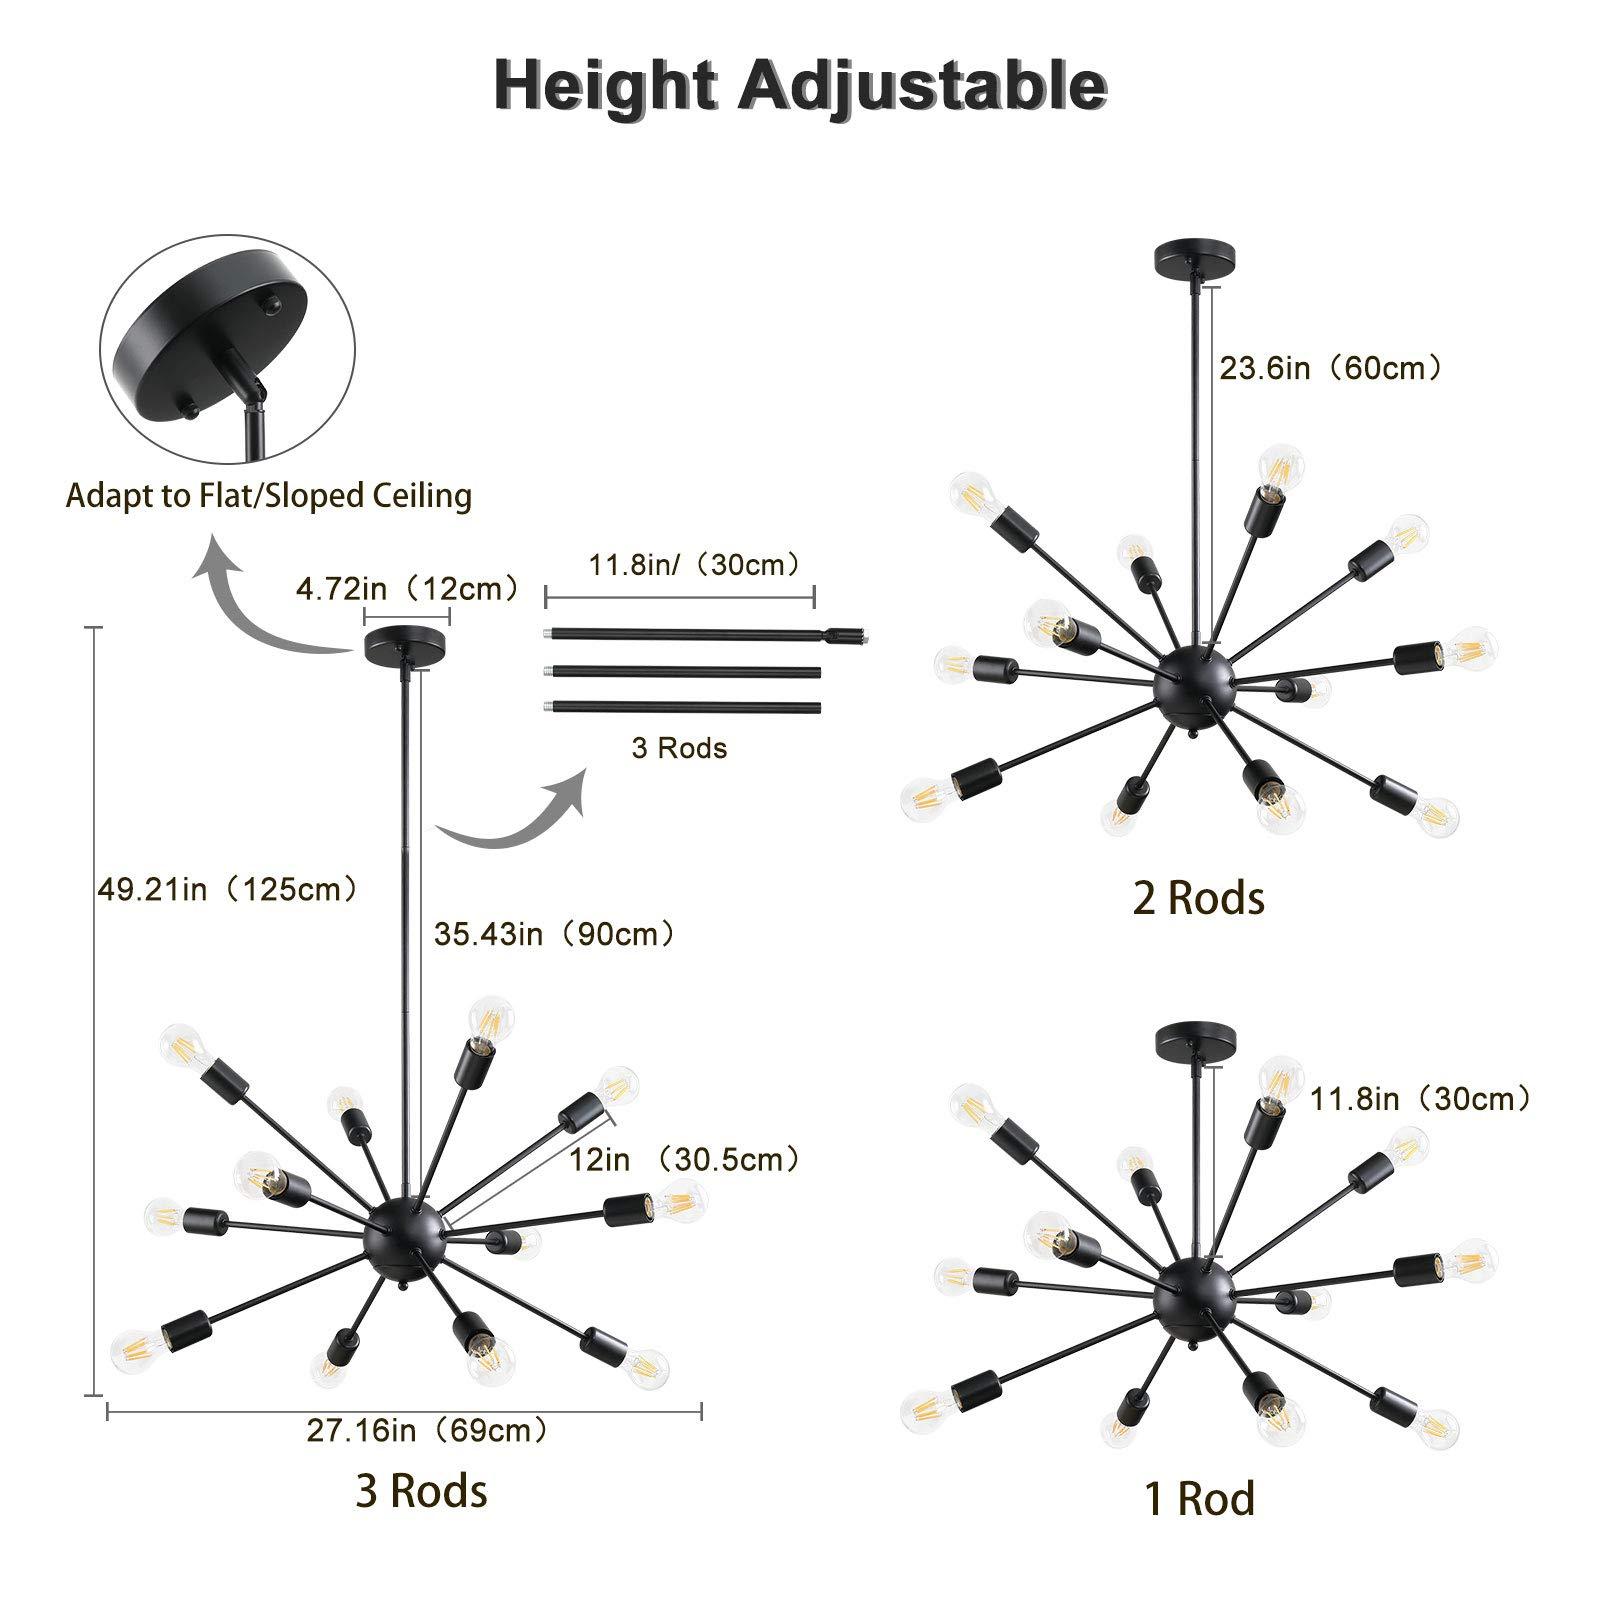 Height Adjustable
Adapt to Flat/Sloped Ceiling
4.72in（12cm）
11.8in/（30cm）
3 Rods
49.21in（125cm）
35.43in（90cm）
12in （30.5cm）
27.16in（69cm）
3 Rods
23.6in（60cm）
2 Rods
11.8in（30cm）
1 Rod